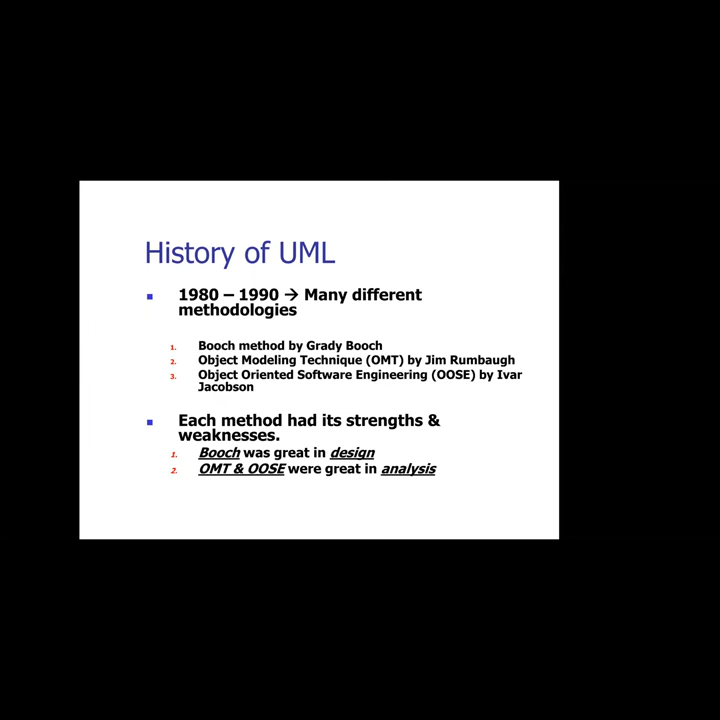 History of UML
■ 1980 – 1990 → Many different
methodologies
1. Booch method by Grady Booch
2. Object Modeling Technique (OMT) by Jim Rumbaugh
3. Object Oriented Software Engineering (OOSE) by Ivar
Jacobson
■ Each method had its strengths &
weaknesses.
1. Booch was great in design
2. OMT & OOSE were great in analysis